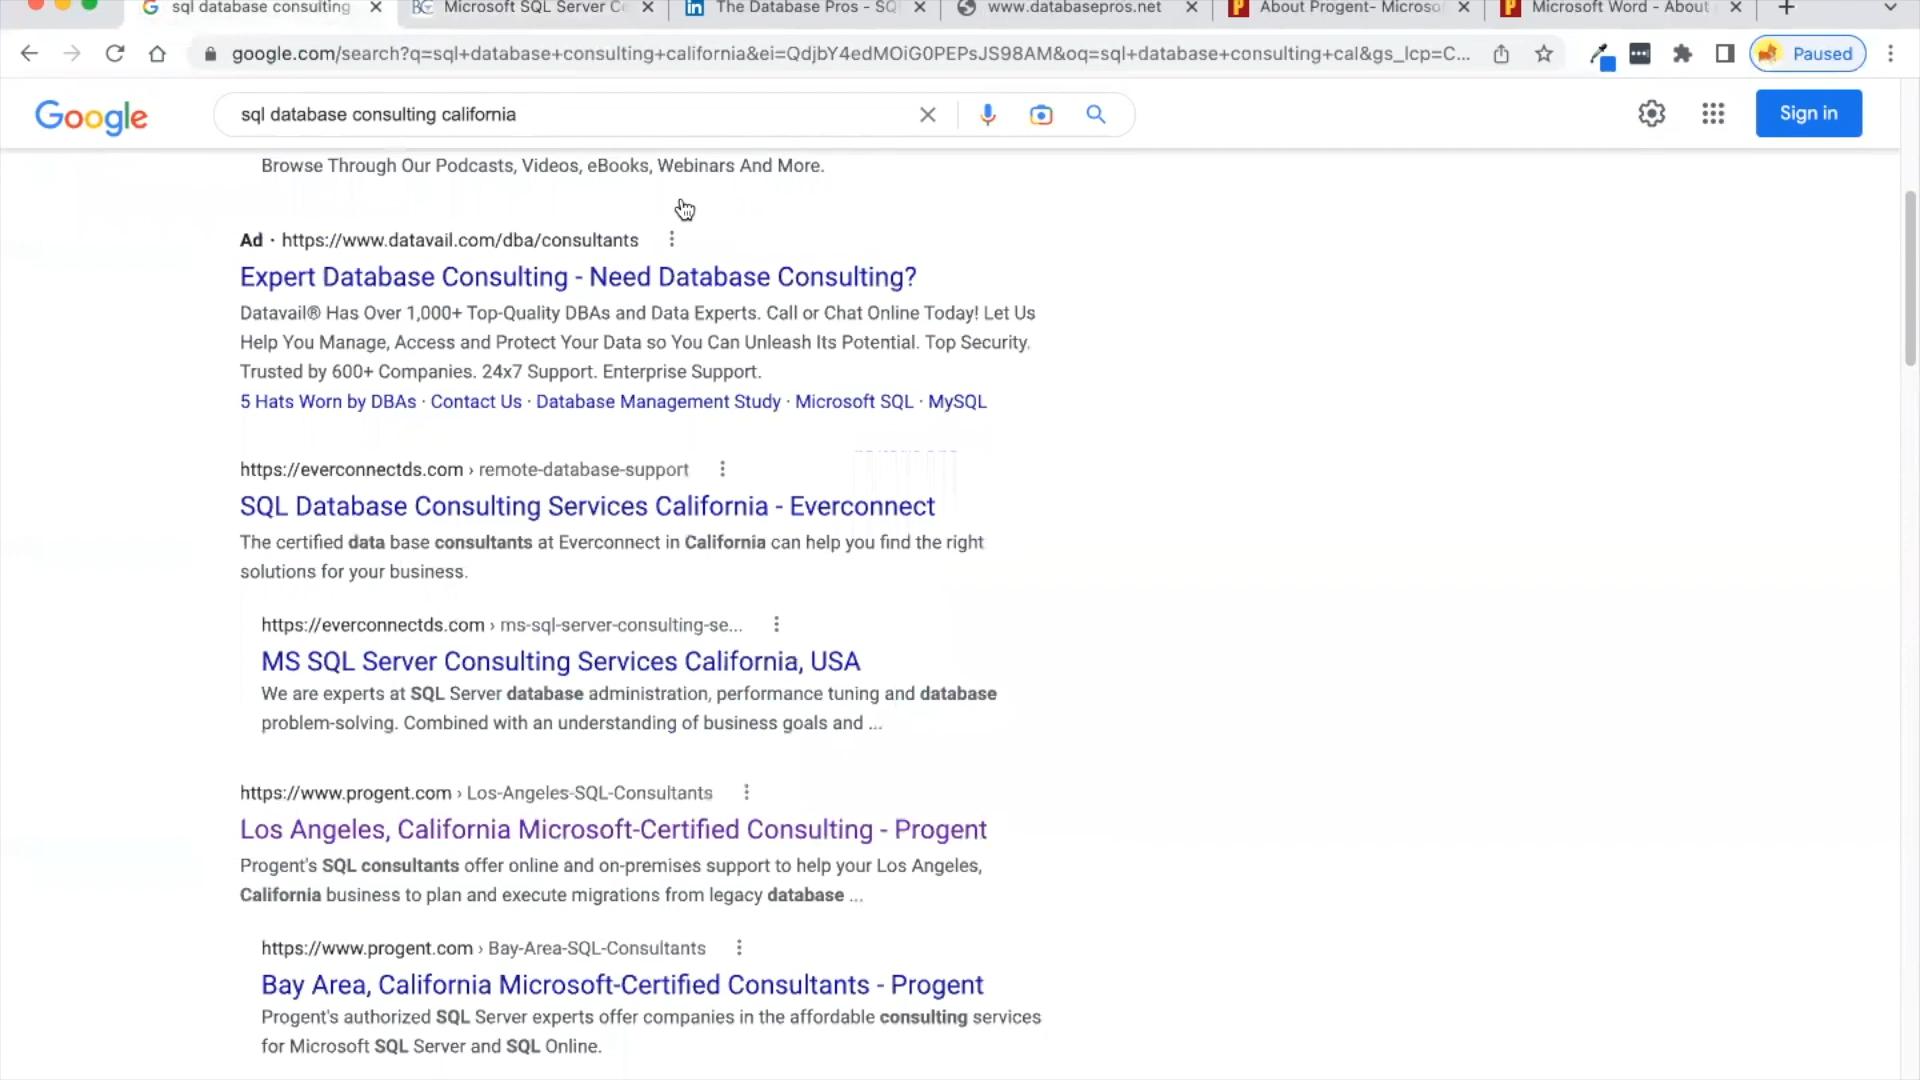 sql database consulting
Microsoft SQL Server C
The Database Pros - SQ
www.databasepros.net
About Progent- Microso
Microsoft Word - About
google.com/search?q=sql+database+consulting+california&ei=QdjbY4edMOiG0PEPsJS98AM&oq=sql+database+consulting+cal&gs_lcp=C...
Paused
Google
sql database consulting california
Sign in
Browse Through Our Podcasts, Videos, eBooks, Webinars And More.
Ad · https://www.datavail.com/dba/consultants
Expert Database Consulting - Need Database Consulting?
Datavail® Has Over 1,000+ Top-Quality DBAs and Data Experts. Call or Chat Online Today! Let Us
Help You Manage, Access and Protect Your Data so You Can Unleash Its Potential. Top Security.
Trusted by 600+ Companies. 24x7 Support. Enterprise Support.
5 Hats Worn by DBAs · Contact Us · Database Management Study · Microsoft SQL · MySQL
https://everconnectds.com › remote-database-support
SQL Database Consulting Services California - Everconnect
The certified data base consultants at Everconnect in California can help you find the right
solutions for your business.
https://everconnectds.com › ms-sql-server-consulting-se...
MS SQL Server Consulting Services California, USA
We are experts at SQL Server database administration, performance tuning and database
problem-solving. Combined with an understanding of business goals and ...
https://www.progent.com › Los-Angeles-SQL-Consultants
Los Angeles, California Microsoft-Certified Consulting - Progent
Progent's SQL consultants offer online and on-premises support to help your Los Angeles,
California business to plan and execute migrations from legacy database ...
https://www.progent.com › Bay-Area-SQL-Consultants
Bay Area, California Microsoft-Certified Consultants - Progent
Progent's authorized SQL Server experts offer companies in the affordable consulting services
for Microsoft SQL Server and SQL Online.